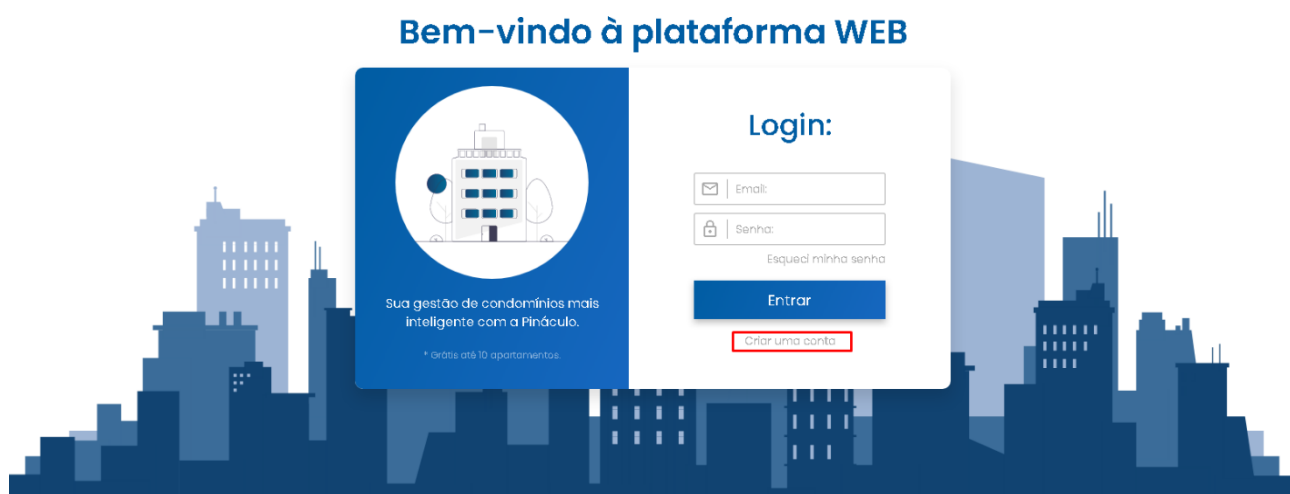 Bem-vindo à plataforma WEB
Sua gestão de condomínios mais
inteligente com a Pináculo.
* Grátis até 10 apartamentos.
Login:
Email:
Senha:
Esqueci minha senha
Entrar
Criar uma conta